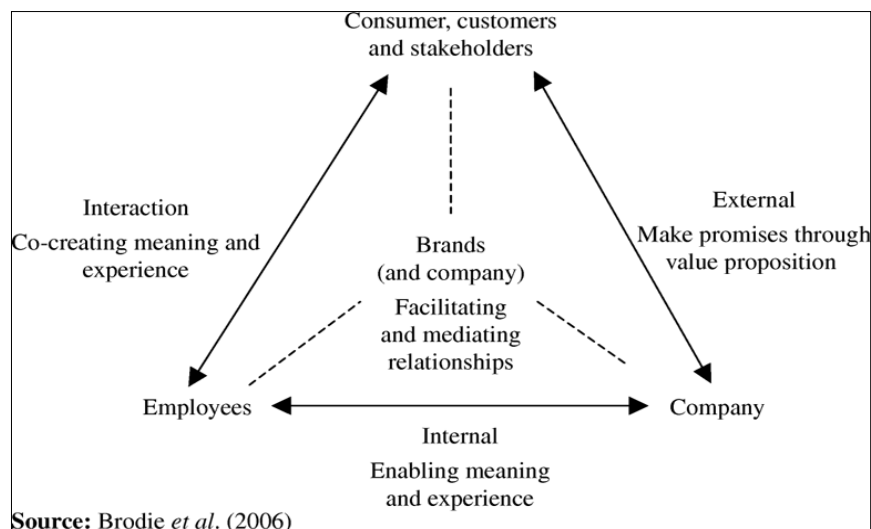 Consumer, customers
and stakeholders
Interaction
Co-creating meaning and
experience
External
Make promises through
value proposition
Brands
(and company)
Facilitating
and mediating
relationships
Employees
Company
Internal
Enabling meaning
and experience
Source: Brodie et al. (2006)